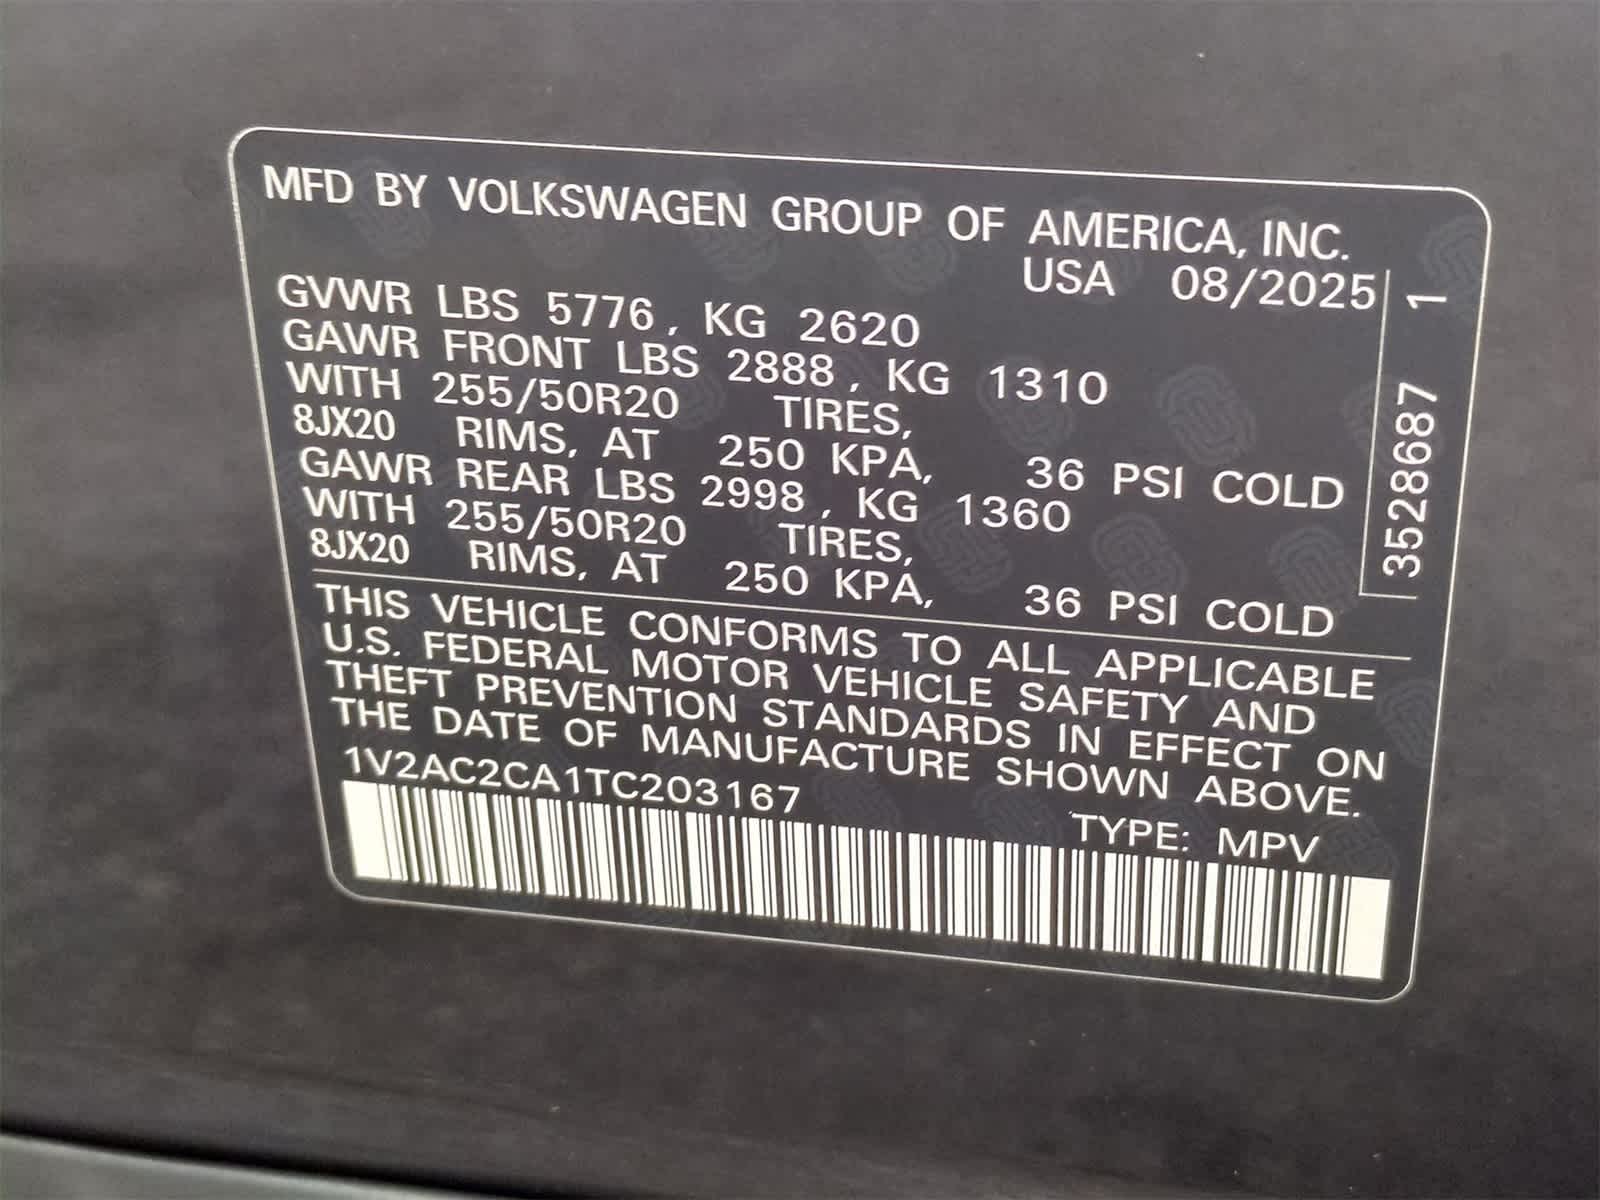 MFD BY VOLKSWAGEN GROUP OF AMERICA, INC.
USA 08/2025
GVWR LBS 5776, KG 2620
GAWR FRONT LBS 2888, KG 1310
WITH 255/50R20 TIRES,
8JX20 RIMS, AT 250 KPA, 36 PSI COLD
GAWR REAR LBS 2998, KG 1360
WITH 255/50R20 TIRES,
8JX20 RIMS, AT 250 KPA, 36 PSI COLD
THIS VEHICLE CONFORMS TO ALL APPLICABLE
U.S. FEDERAL MOTOR VEHICLE SAFETY AND
THEFT PREVENTION STANDARDS IN EFFECT ON
THE DATE OF MANUFACTURE SHOWN ABOVE.
1V2AC2CA1TC203167
TYPE: MPV
3528687 1